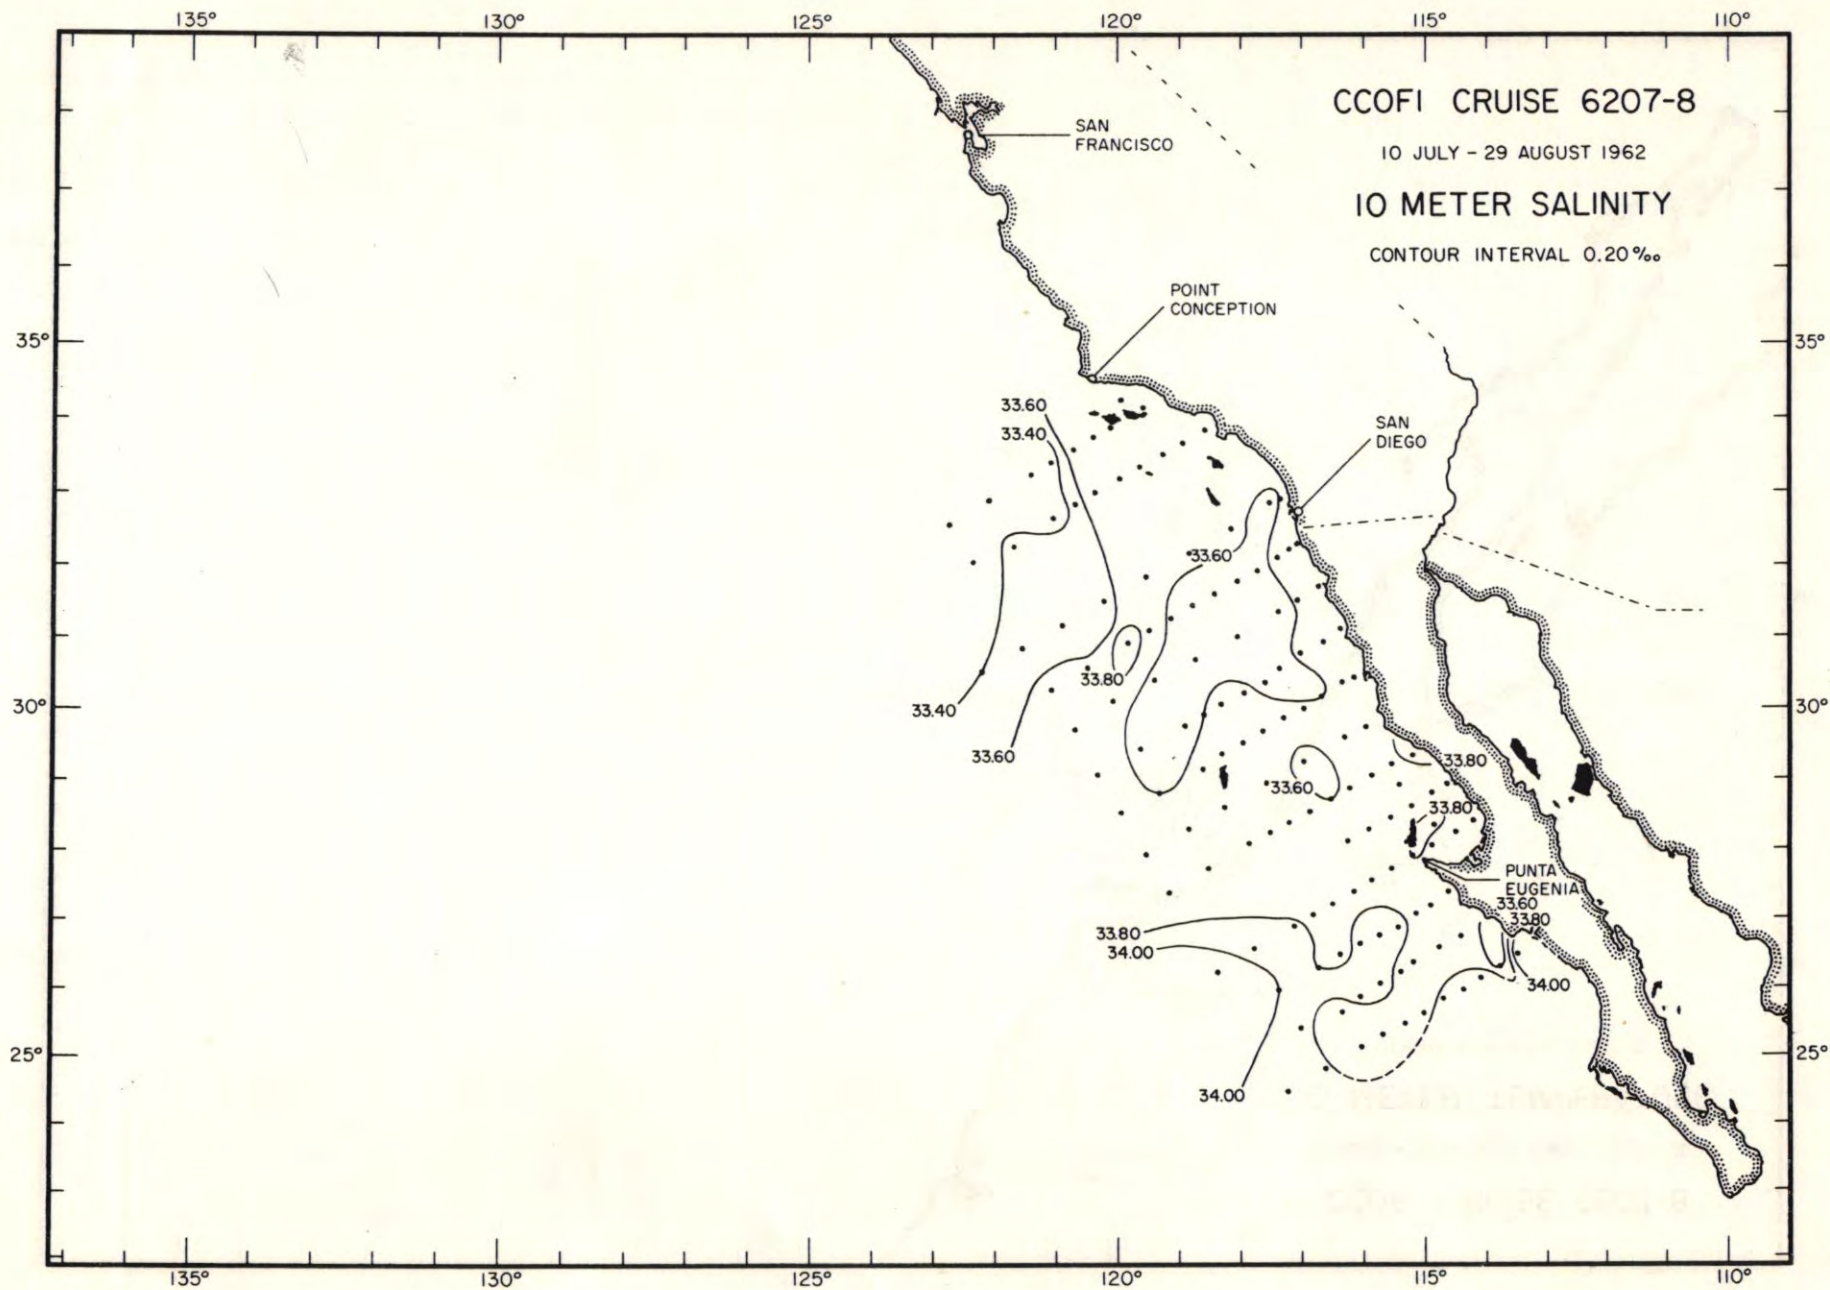 135° 130° 125° 120° 115° 110°
CCOFI CRUISE 6207-8
10 JULY - 29 AUGUST 1962
10 METER SALINITY
CONTOUR INTERVAL 0.20‰
SAN
FRANCISCO
POINT
CONCEPTION
35° 35°
33.60
33.40
SAN
DIEGO
33.60
33.80
33.40
30° 30°
33.60
33.80
33.60
33.80
PUNTA
EUGENIA
33.60
33.80
33.80
34.00
34.00
25° 25°
34.00
135° 130° 125° 120° 115° 110°